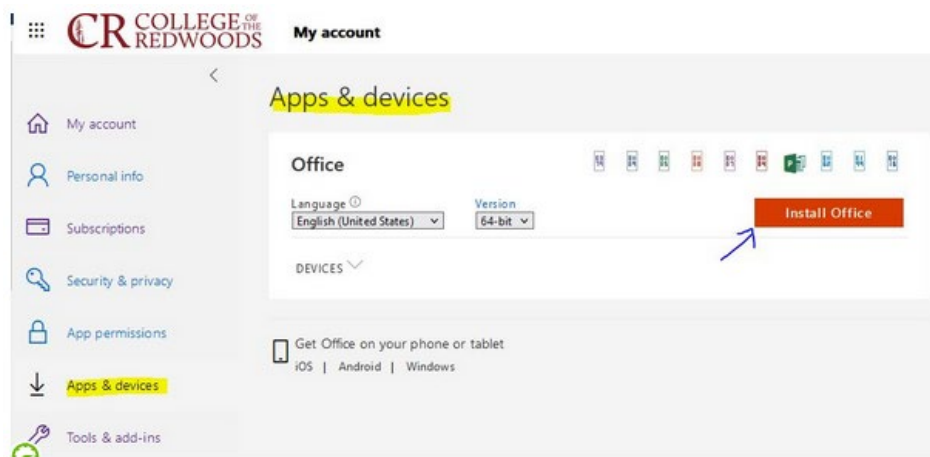 CR COLLEGE OF THE
REDWOODS
My account
My account
Personal info
Subscriptions
Security & privacy
App permissions
Apps & devices
Tools & add-ins
Apps & devices
Office
Language
Version
English (United States)
64-bit
Install Office
DEVICES
Get Office on your phone or tablet
iOS | Android | Windows